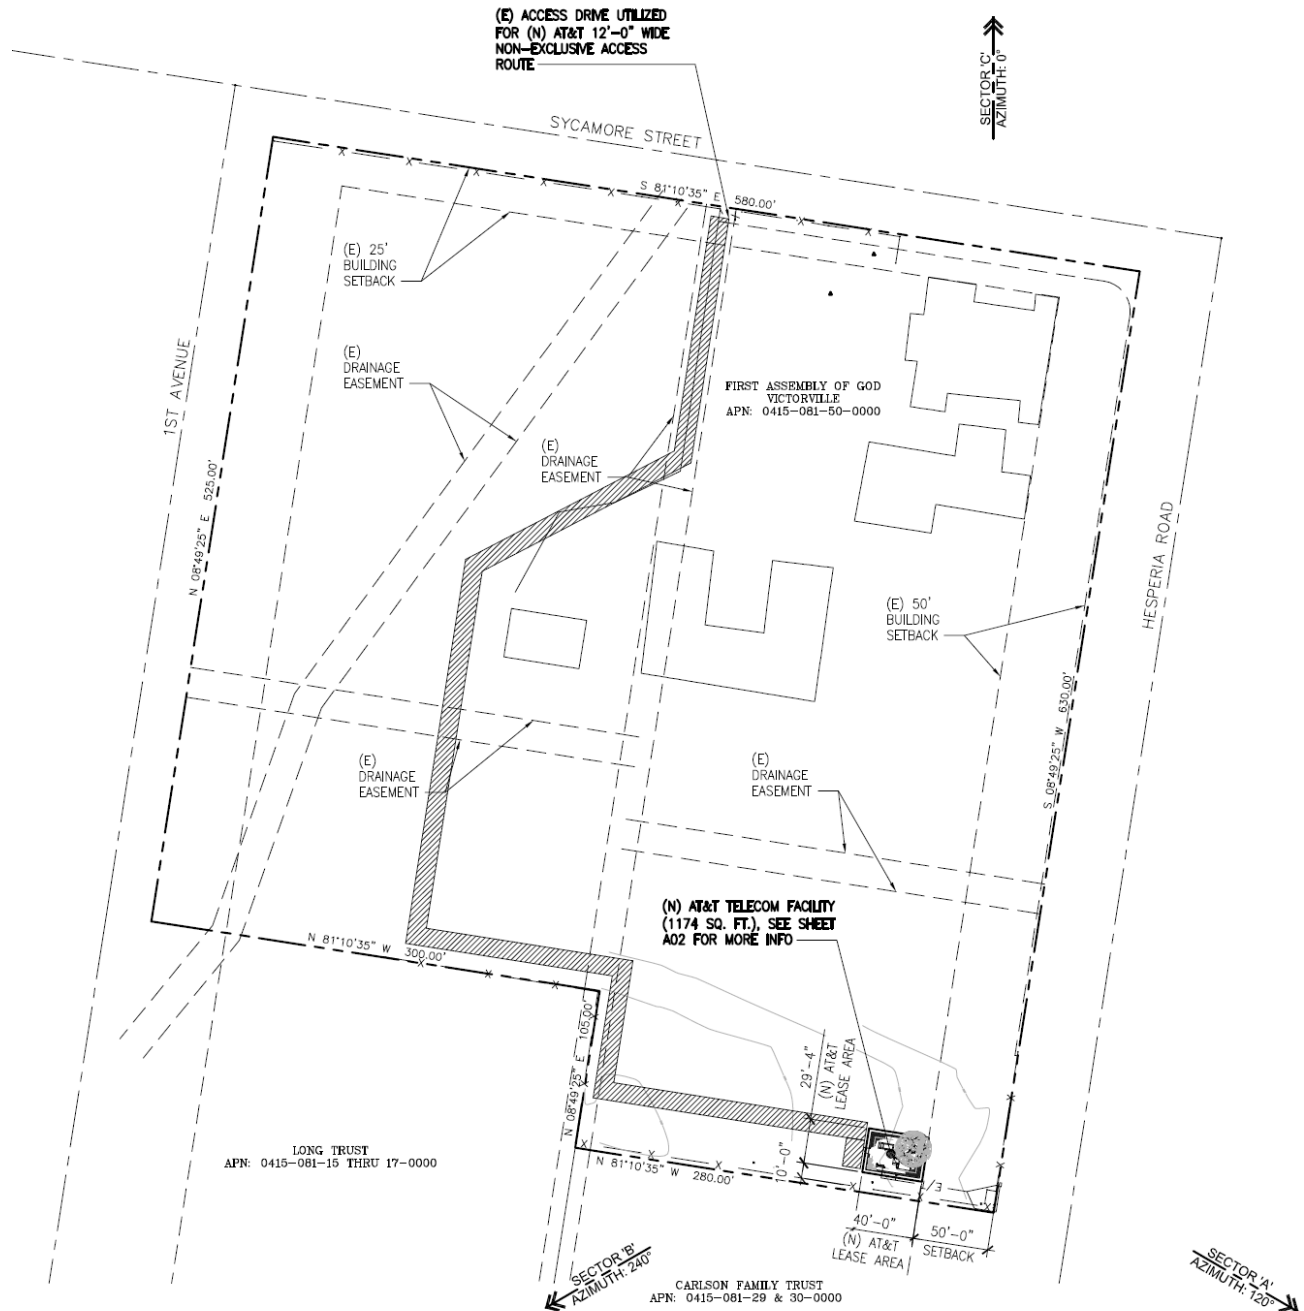 (E) ACCESS DRIVE UTILIZED
FOR (N) AT&T 12'-0" WIDE
NON-EXCLUSIVE ACCESS
ROUTE
SECTOR 'C'
AZIMUTH: 0°
SYCAMORE STREET
S 81°10'35" E 580.00'
(E) 25'
BUILDING
SETBACK
1ST AVENUE
(E)
DRAINAGE
EASEMENT
FIRST ASSEMBLY OF GOD
VICTORVILLE
APN: 0415-081-50-0000
(E)
DRAINAGE
EASEMENT
N 08°49'25" E 525.00'
HESPERIA ROAD
(E) 50'
BUILDING
SETBACK
S 08°49'25" W 630.00'
(E)
DRAINAGE
EASEMENT
(E)
DRAINAGE
EASEMENT
(N) AT&T TELECOM FACILITY
(1174 SQ. FT.), SEE SHEET
A02 FOR MORE INFO
N 81°10'35" W 300.00'
N 08°49'25" E 105.00'
29'-4"
(N) AT&T
LEASE AREA
LONG TRUST
APN: 0415-081-15 THRU 17-0000
N 81°10'35" W 280.00'
10'-0"
E/T
40'-0"
(N) AT&T
LEASE AREA
50'-0"
SETBACK
SECTOR 'B'
AZIMUTH: 240°
CARLSON FAMILY TRUST
APN: 0415-081-29 & 30-0000
SECTOR 'A'
AZIMUTH: 120°